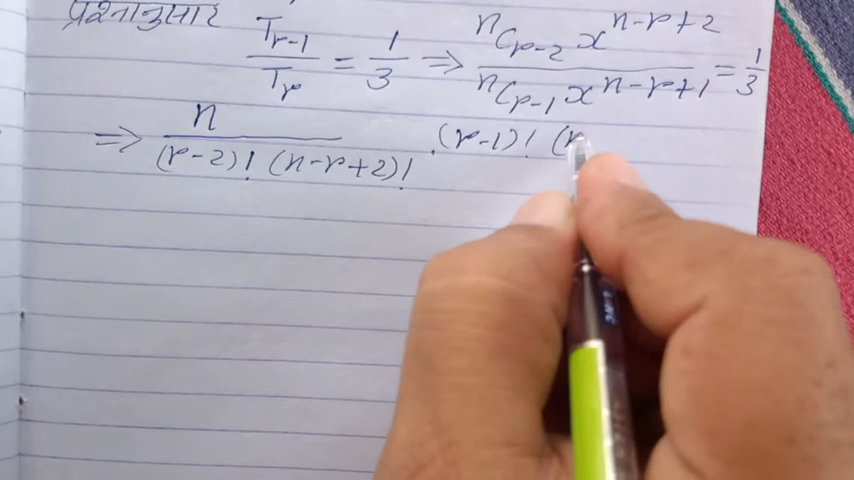 प्रश्नानुसार T_{r-1}/T_r = 1/3 ⇒ ^nC_{r-2} x^{n-r+2} / ^nC_{r-1} x^{n-r+1} = 1/3
⇒ n / (r-2)! (n-r+2)! . (r-1)! (n